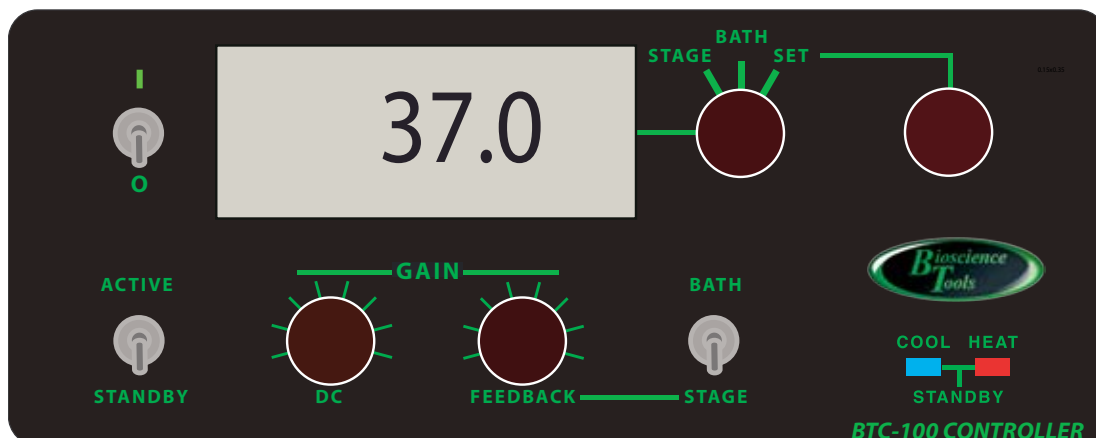 BATH
STAGE SET
I
37.0
O
GAIN
ACTIVE
BATH
Bioscience
Tools
COOL HEAT
STANDBY
DC
FEEDBACK
STAGE
STANDBY
BTC-100 CONTROLLER